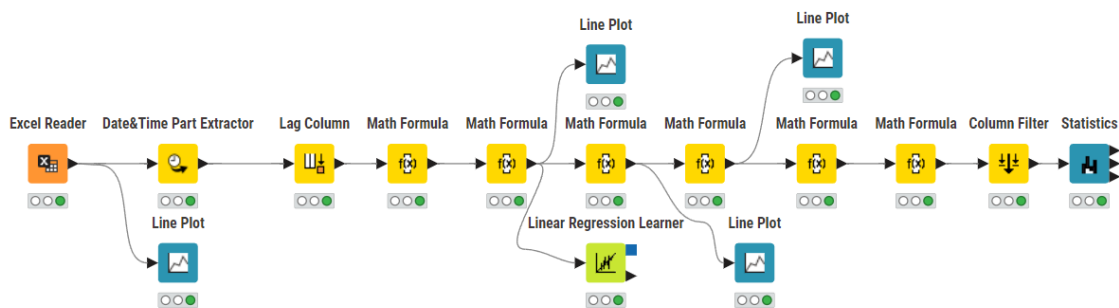 Line Plot
Line Plot
Excel Reader
Date&Time Part Extractor
Lag Column
Math Formula
Math Formula
Math Formula
Math Formula
Math Formula
Math Formula
Column Filter
Statistics
f(x)
f(x)
f(x)
f(x)
f(x)
f(x)
Line Plot
Linear Regression Learner
Line Plot